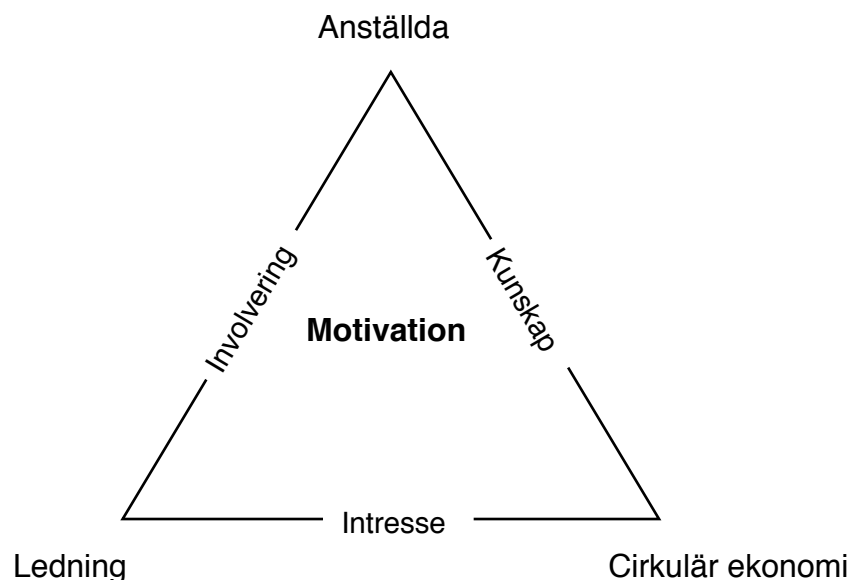 Anställda
Involvering
Kunskap
Motivation
Intresse
Ledning
Cirkulär ekonomi